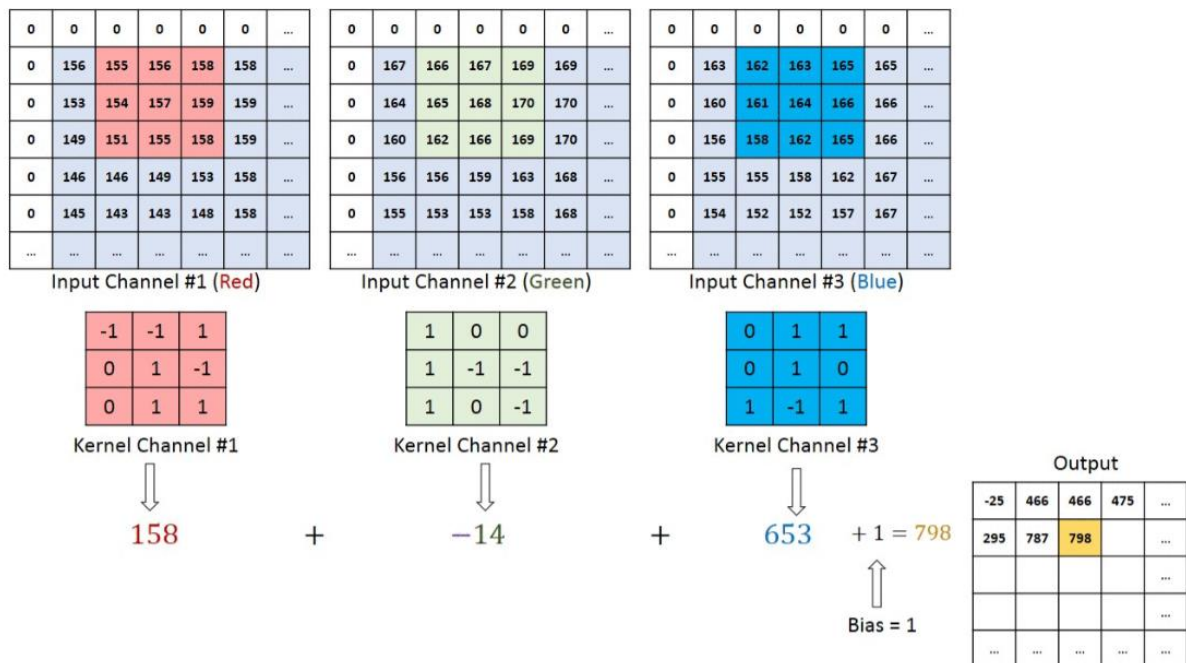 0 0 0 0 0 0 ...
0 156 155 156 158 158 ...
0 153 154 157 159 159 ...
0 149 151 155 158 159 ...
0 146 146 149 153 158 ...
0 145 143 143 148 158 ...
... ... ... ... ... ... ...
Input Channel #1 (Red)
0 0 0 0 0 0 ...
0 167 166 167 169 169 ...
0 164 165 168 170 170 ...
0 160 162 166 169 170 ...
0 156 156 159 163 168 ...
0 155 153 153 158 168 ...
... ... ... ... ... ... ...
Input Channel #2 (Green)
0 0 0 0 0 0 ...
0 163 162 163 165 165 ...
0 160 161 164 166 166 ...
0 156 158 162 165 166 ...
0 155 155 158 162 167 ...
0 154 152 152 157 167 ...
... ... ... ... ... ... ...
Input Channel #3 (Blue)
-1 -1 1
0 1 -1
0 1 1
Kernel Channel #1
1 0 0
1 -1 -1
1 0 -1
Kernel Channel #2
0 1 1
0 1 0
1 -1 1
Kernel Channel #3
158 + −14 + 653 + 1 = 798
Bias = 1
Output
-25 466 466 475 ...
295 787 798 ...
...
...
... ... ... ... ...